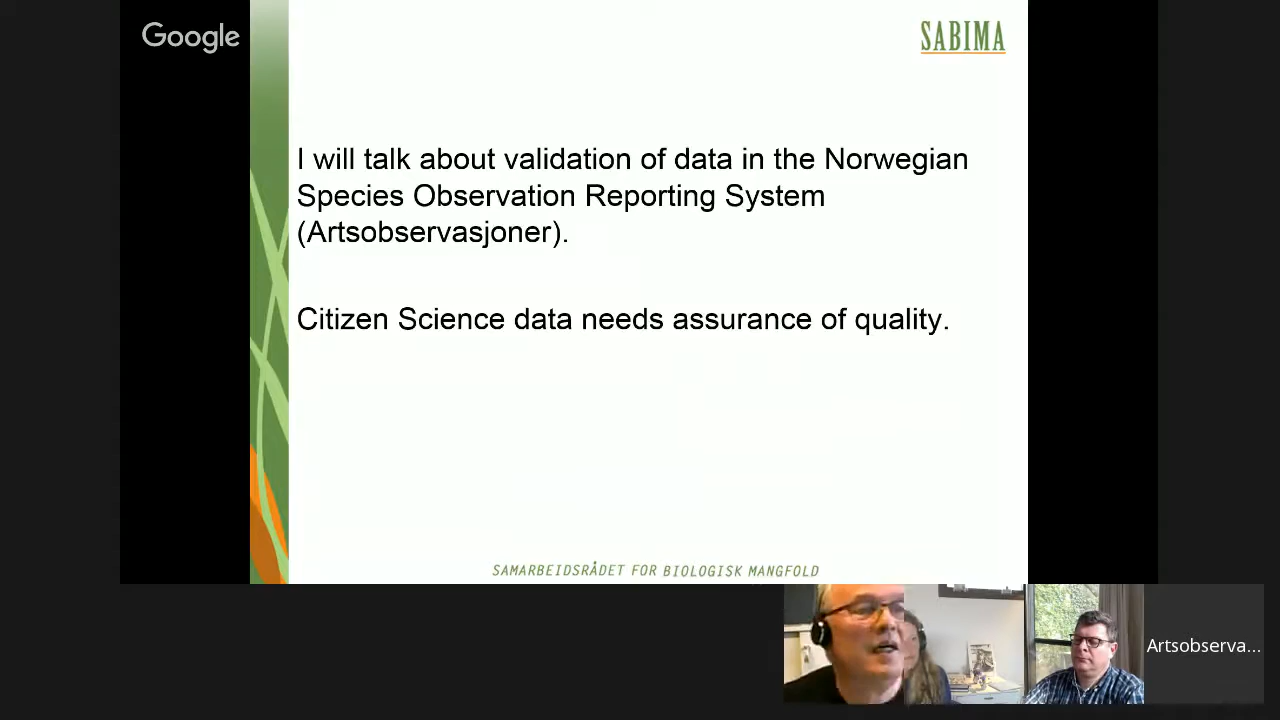 Google
SABIMA
I will talk about validation of data in the Norwegian
Species Observation Reporting System
(Artsobservasjoner).
Citizen Science data needs assurance of quality.
SAMARBEIDSRÅDET FOR BIOLOGISK MANGFOLD
Artsobserva...